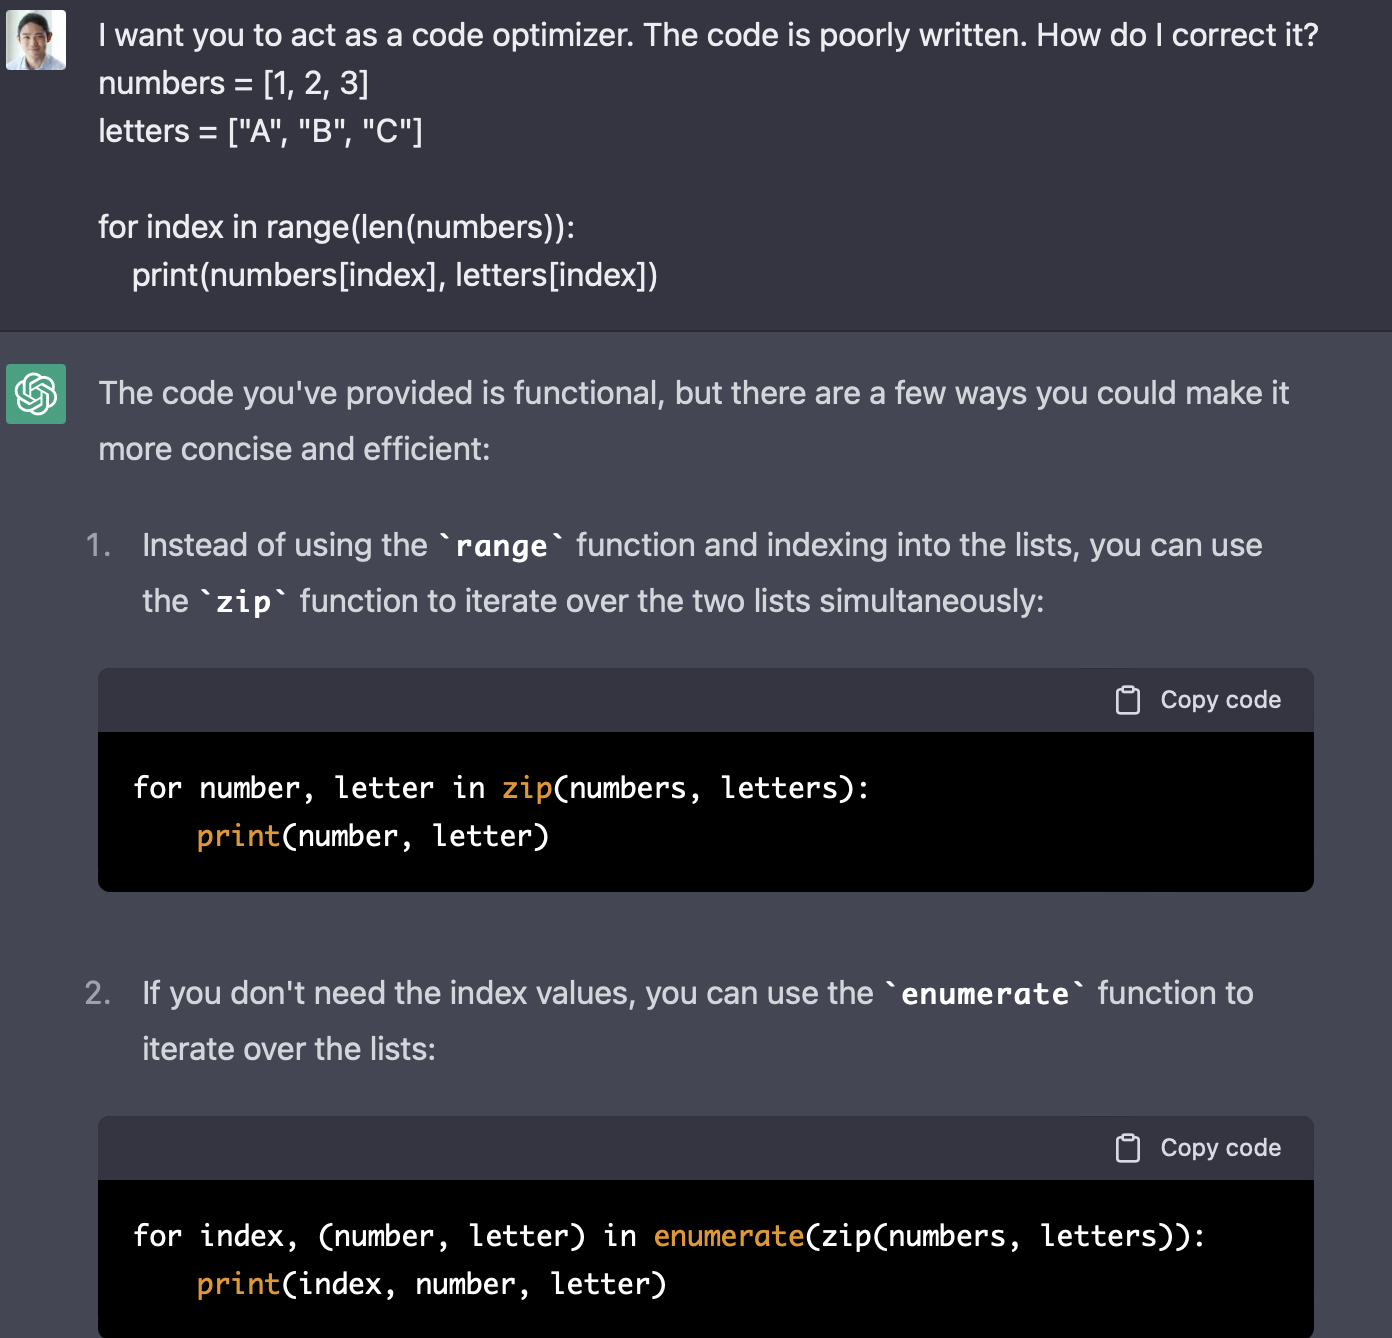 I want you to act as a code optimizer. The code is poorly written. How do I correct it?
numbers = [1, 2, 3]
letters = ["A", "B", "C"]
for index in range(len(numbers)):
    print(numbers[index], letters[index])
The code you've provided is functional, but there are a few ways you could make it
more concise and efficient:
1. Instead of using the `range` function and indexing into the lists, you can use
the `zip` function to iterate over the two lists simultaneously:
Copy code
for number, letter in zip(numbers, letters):
    print(number, letter)
2. If you don't need the index values, you can use the `enumerate` function to
iterate over the lists:
Copy code
for index, (number, letter) in enumerate(zip(numbers, letters)):
    print(index, number, letter)